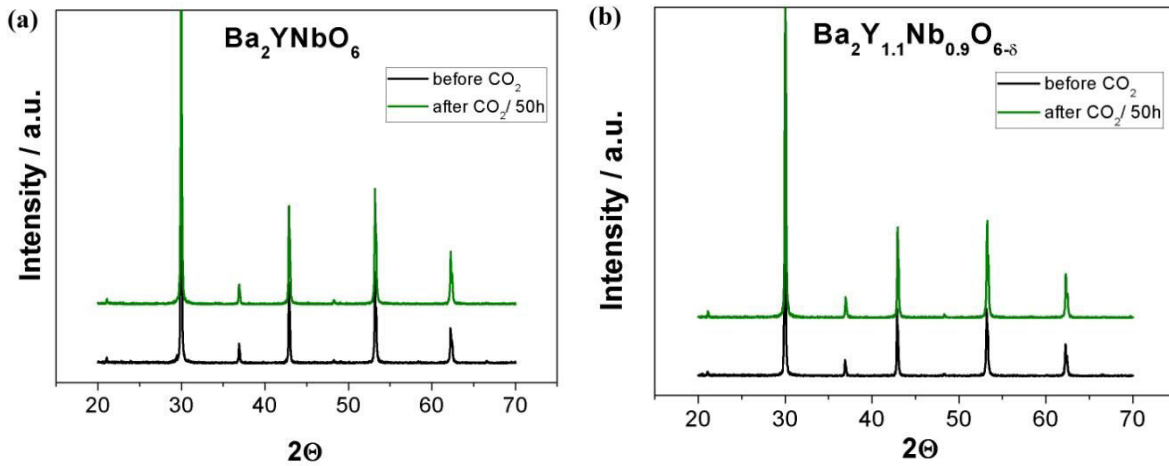 (a)
Ba₂YNbO₆
before CO₂
after CO₂/ 50h
Intensity / a.u.
20 30 40 50 60 70
2Θ
(b)
Ba₂Y₁.₁Nb₀.₉O₆₋δ
before CO₂
after CO₂/ 50h
Intensity / a.u.
20 30 40 50 60 70
2Θ